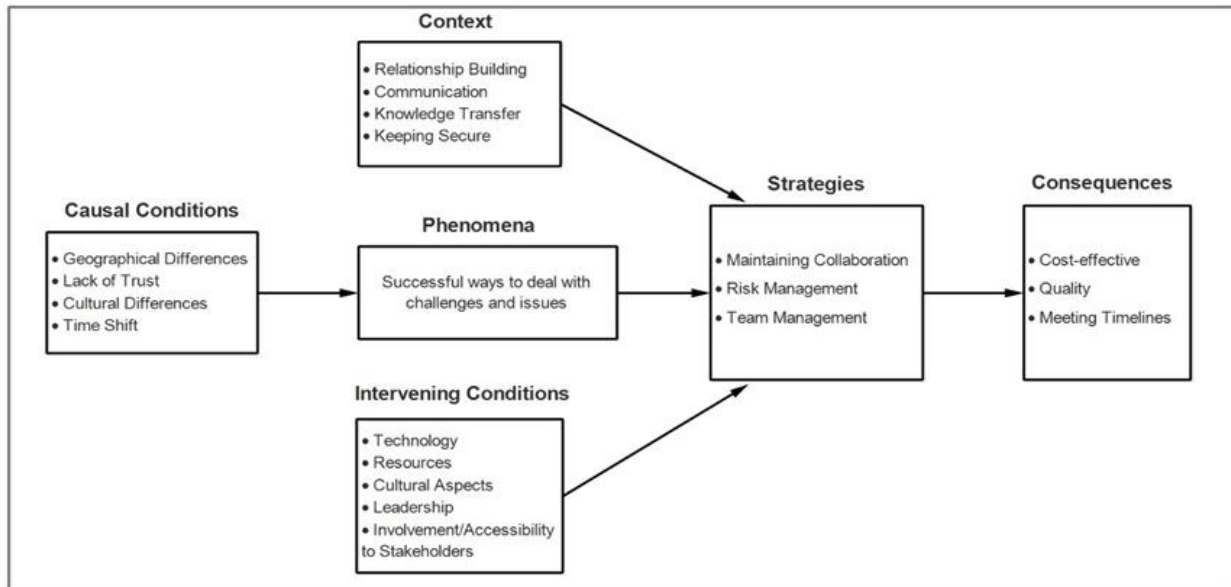 Context
• Relationship Building
• Communication
• Knowledge Transfer
• Keeping Secure
Causal Conditions
• Geographical Differences
• Lack of Trust
• Cultural Differences
• Time Shift
Phenomena
Successful ways to deal with
challenges and issues
Intervening Conditions
• Technology
• Resources
• Cultural Aspects
• Leadership
• Involvement/Accessibility
to Stakeholders
Strategies
• Maintaining Collaboration
• Risk Management
• Team Management
Consequences
• Cost-effective
• Quality
• Meeting Timelines